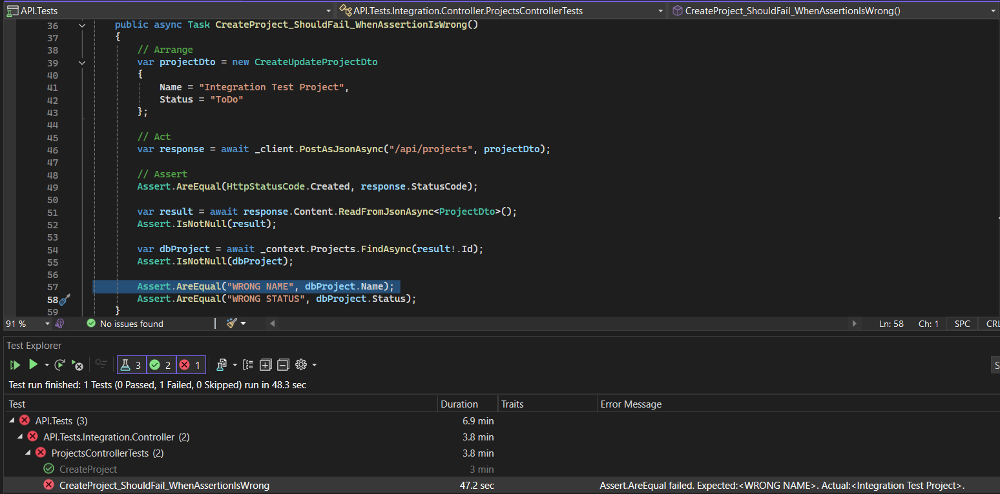 API.Tests API.Tests.Integration.Controller.ProjectsControllerTests CreateProject_ShouldFail_WhenAssertionIsWrong()
36 public async Task CreateProject_ShouldFail_WhenAssertionIsWrong()
37 {
38 // Arrange
39 var projectDto = new CreateUpdateProjectDto
40 {
41 Name = "Integration Test Project",
42 Status = "ToDo"
43 };
44
45 // Act
46 var response = await _client.PostAsJsonAsync("/api/projects", projectDto);
47
48 // Assert
49 Assert.AreEqual(HttpStatusCode.Created, response.StatusCode);
50
51 var result = await response.Content.ReadFromJsonAsync<ProjectDto>();
52 Assert.IsNotNull(result);
53
54 var dbProject = await _context.Projects.FindAsync(result!.Id);
55 Assert.IsNotNull(dbProject);
56
57 Assert.AreEqual("WRONG NAME", dbProject.Name);
58 Assert.AreEqual("WRONG STATUS", dbProject.Status);
59 }
91 % No issues found Ln: 58 Ch: 1 SPC CRL
Test Explorer
3 2 1 S
Test run finished: 1 Tests (0 Passed, 1 Failed, 0 Skipped) run in 48.3 sec
Test Duration Traits Error Message
API.Tests (3) 6.9 min
API.Tests.Integration.Controller (2) 3.8 min
ProjectsControllerTests (2) 3.8 min
CreateProject 3 min
CreateProject_ShouldFail_WhenAssertionIsWrong 47.2 sec Assert.AreEqual failed. Expected:<WRONG NAME>. Actual:<Integration Test Project>.